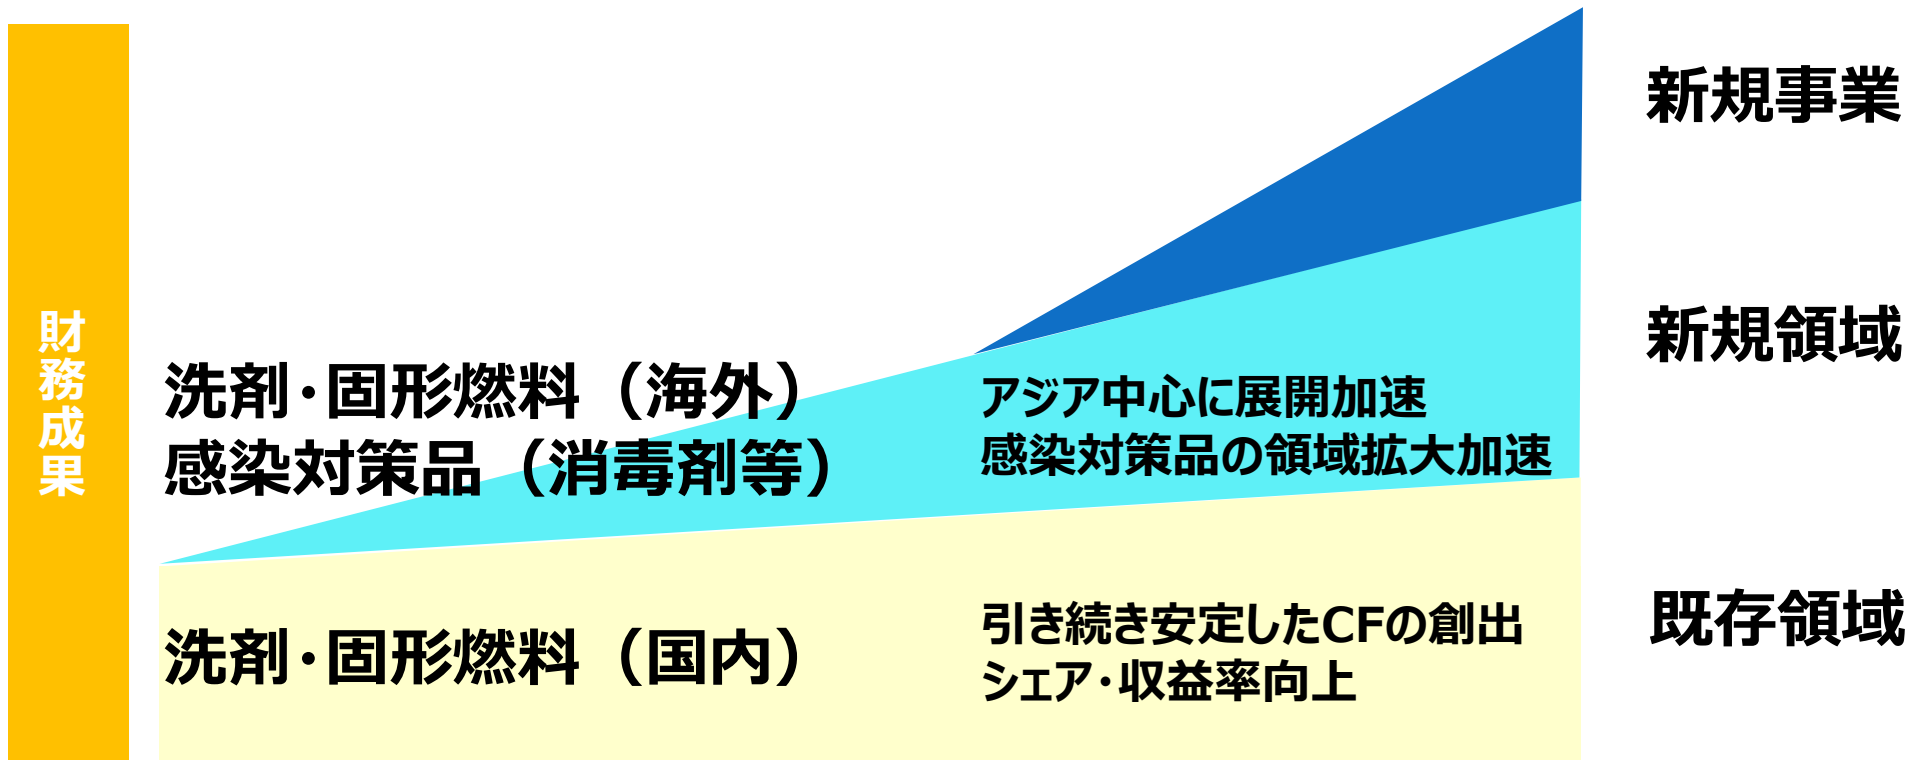 財務成果
新規事業
新規領域
洗剤・固形燃料（海外）
感染対策品（消毒剤等）
アジア中心に展開加速
感染対策品の領域拡大加速
既存領域
洗剤・固形燃料（国内）
引き続き安定したCFの創出
シェア・収益率向上